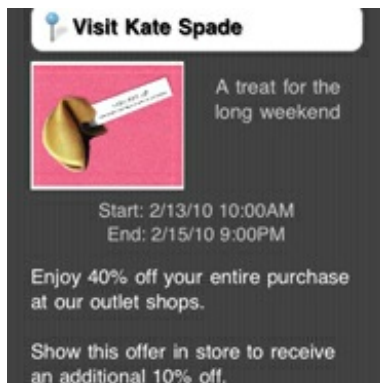 Visit Kate Spade
A treat for the
long weekend
Start: 2/13/10 10:00AM
End: 2/15/10 9:00PM
Enjoy 40% off your entire purchase
at our outlet shops.
Show this offer in store to receive
an additional 10% off.